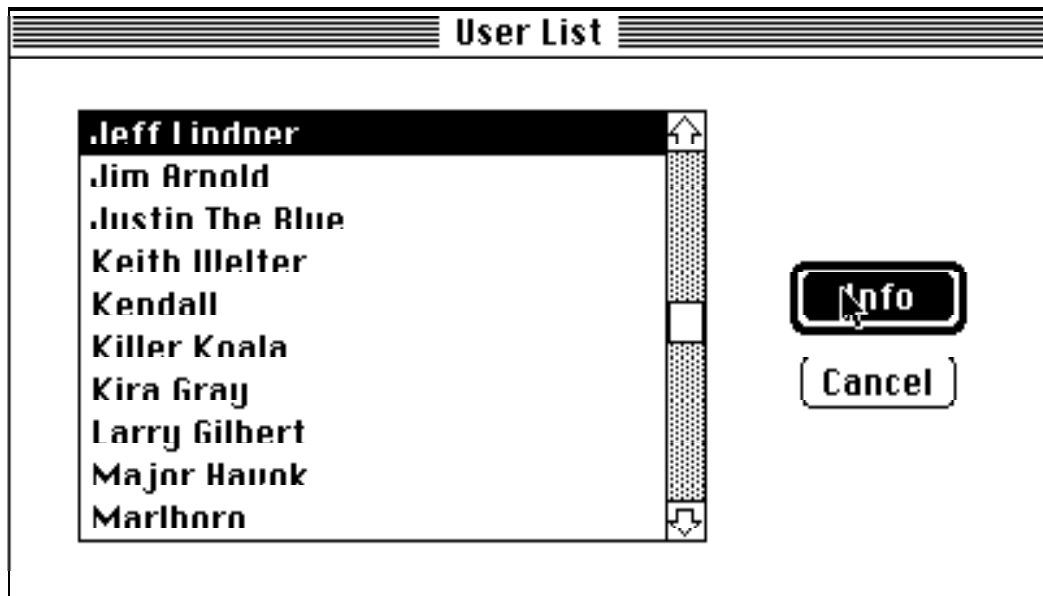 User List
Jeff Lindner
Jim Arnold
Justin The Blue
Keith Welter
Kendall
Killer Koala
Kira Gray
Larry Gilbert
Major Havok
Marlboro
Info
Cancel